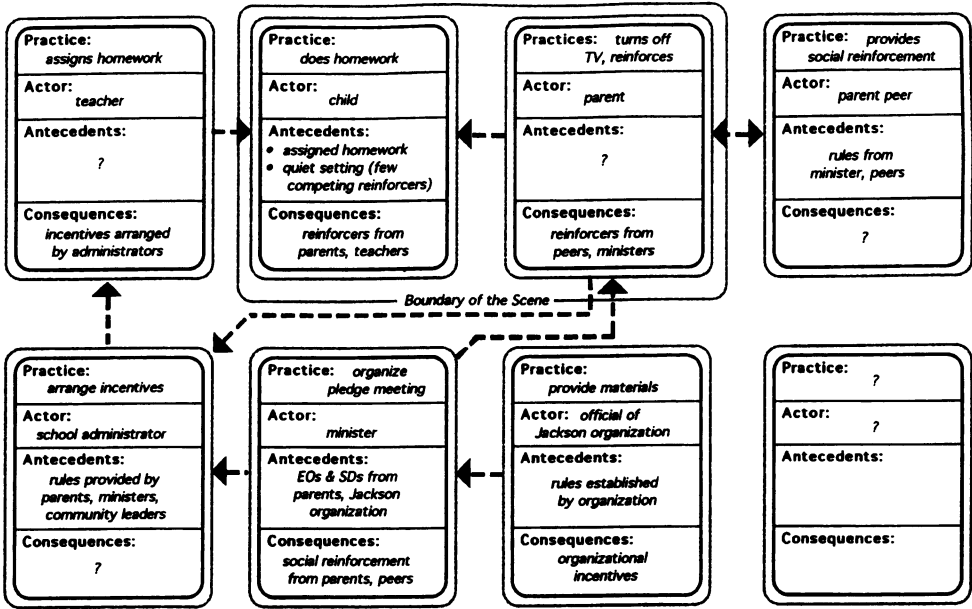 Practice:
assigns homework
Actor:
teacher
Antecedents:
?
Consequences:
incentives arranged
by administrators
Practice:
does homework
Actor:
child
Antecedents:
• assigned homework
• quiet setting (few
competing reinforcers)
Consequences:
reinforcers from
parents, teachers
Practices: turns off
TV, reinforces
Actor:
parent
Antecedents:
?
Consequences:
reinforcers from
peers, ministers
Practice: provides
social reinforcement
Actor:
parent peer
Antecedents:
rules from
minister, peers
Consequences:
?
Boundary of the Scene
Practice:
arrange incentives
Actor:
school administrator
Antecedents:
rules provided by
parents, ministers,
community leaders
Consequences:
?
Practice: organize
pledge meeting
Actor:
minister
Antecedents:
EOs & SDs from
parents, Jackson
organization
Consequences:
social reinforcement
from parents, peers
Practice:
provide materials
Actor: official of
Jackson organization
Antecedents:
rules established
by organization
Consequences:
organizational
incentives
Practice:
?
Actor:
?
Antecedents:
Consequences: